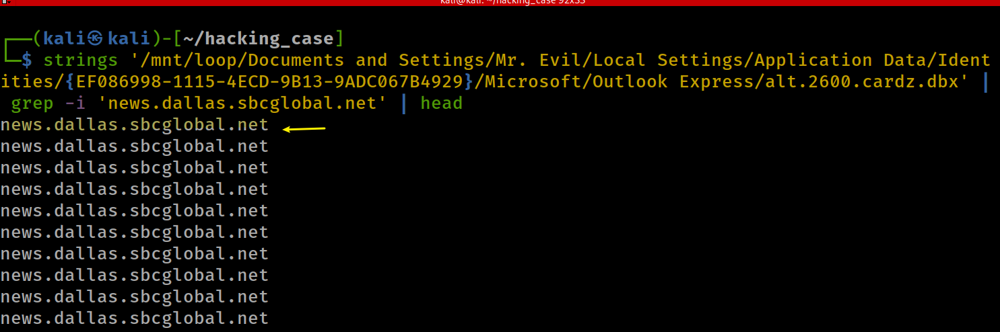 kali@kali: ~/hacking_case 92x33
(kali㉿kali)-[~/hacking_case]
$ strings '/mnt/loop/Documents and Settings/Mr. Evil/Local Settings/Application Data/Ident
ities/{EF086998-1115-4ECD-9B13-9ADC067B4929}/Microsoft/Outlook Express/alt.2600.cardz.dbx' |
grep -i 'news.dallas.sbcglobal.net' | head
news.dallas.sbcglobal.net
news.dallas.sbcglobal.net
news.dallas.sbcglobal.net
news.dallas.sbcglobal.net
news.dallas.sbcglobal.net
news.dallas.sbcglobal.net
news.dallas.sbcglobal.net
news.dallas.sbcglobal.net
news.dallas.sbcglobal.net
news.dallas.sbcglobal.net